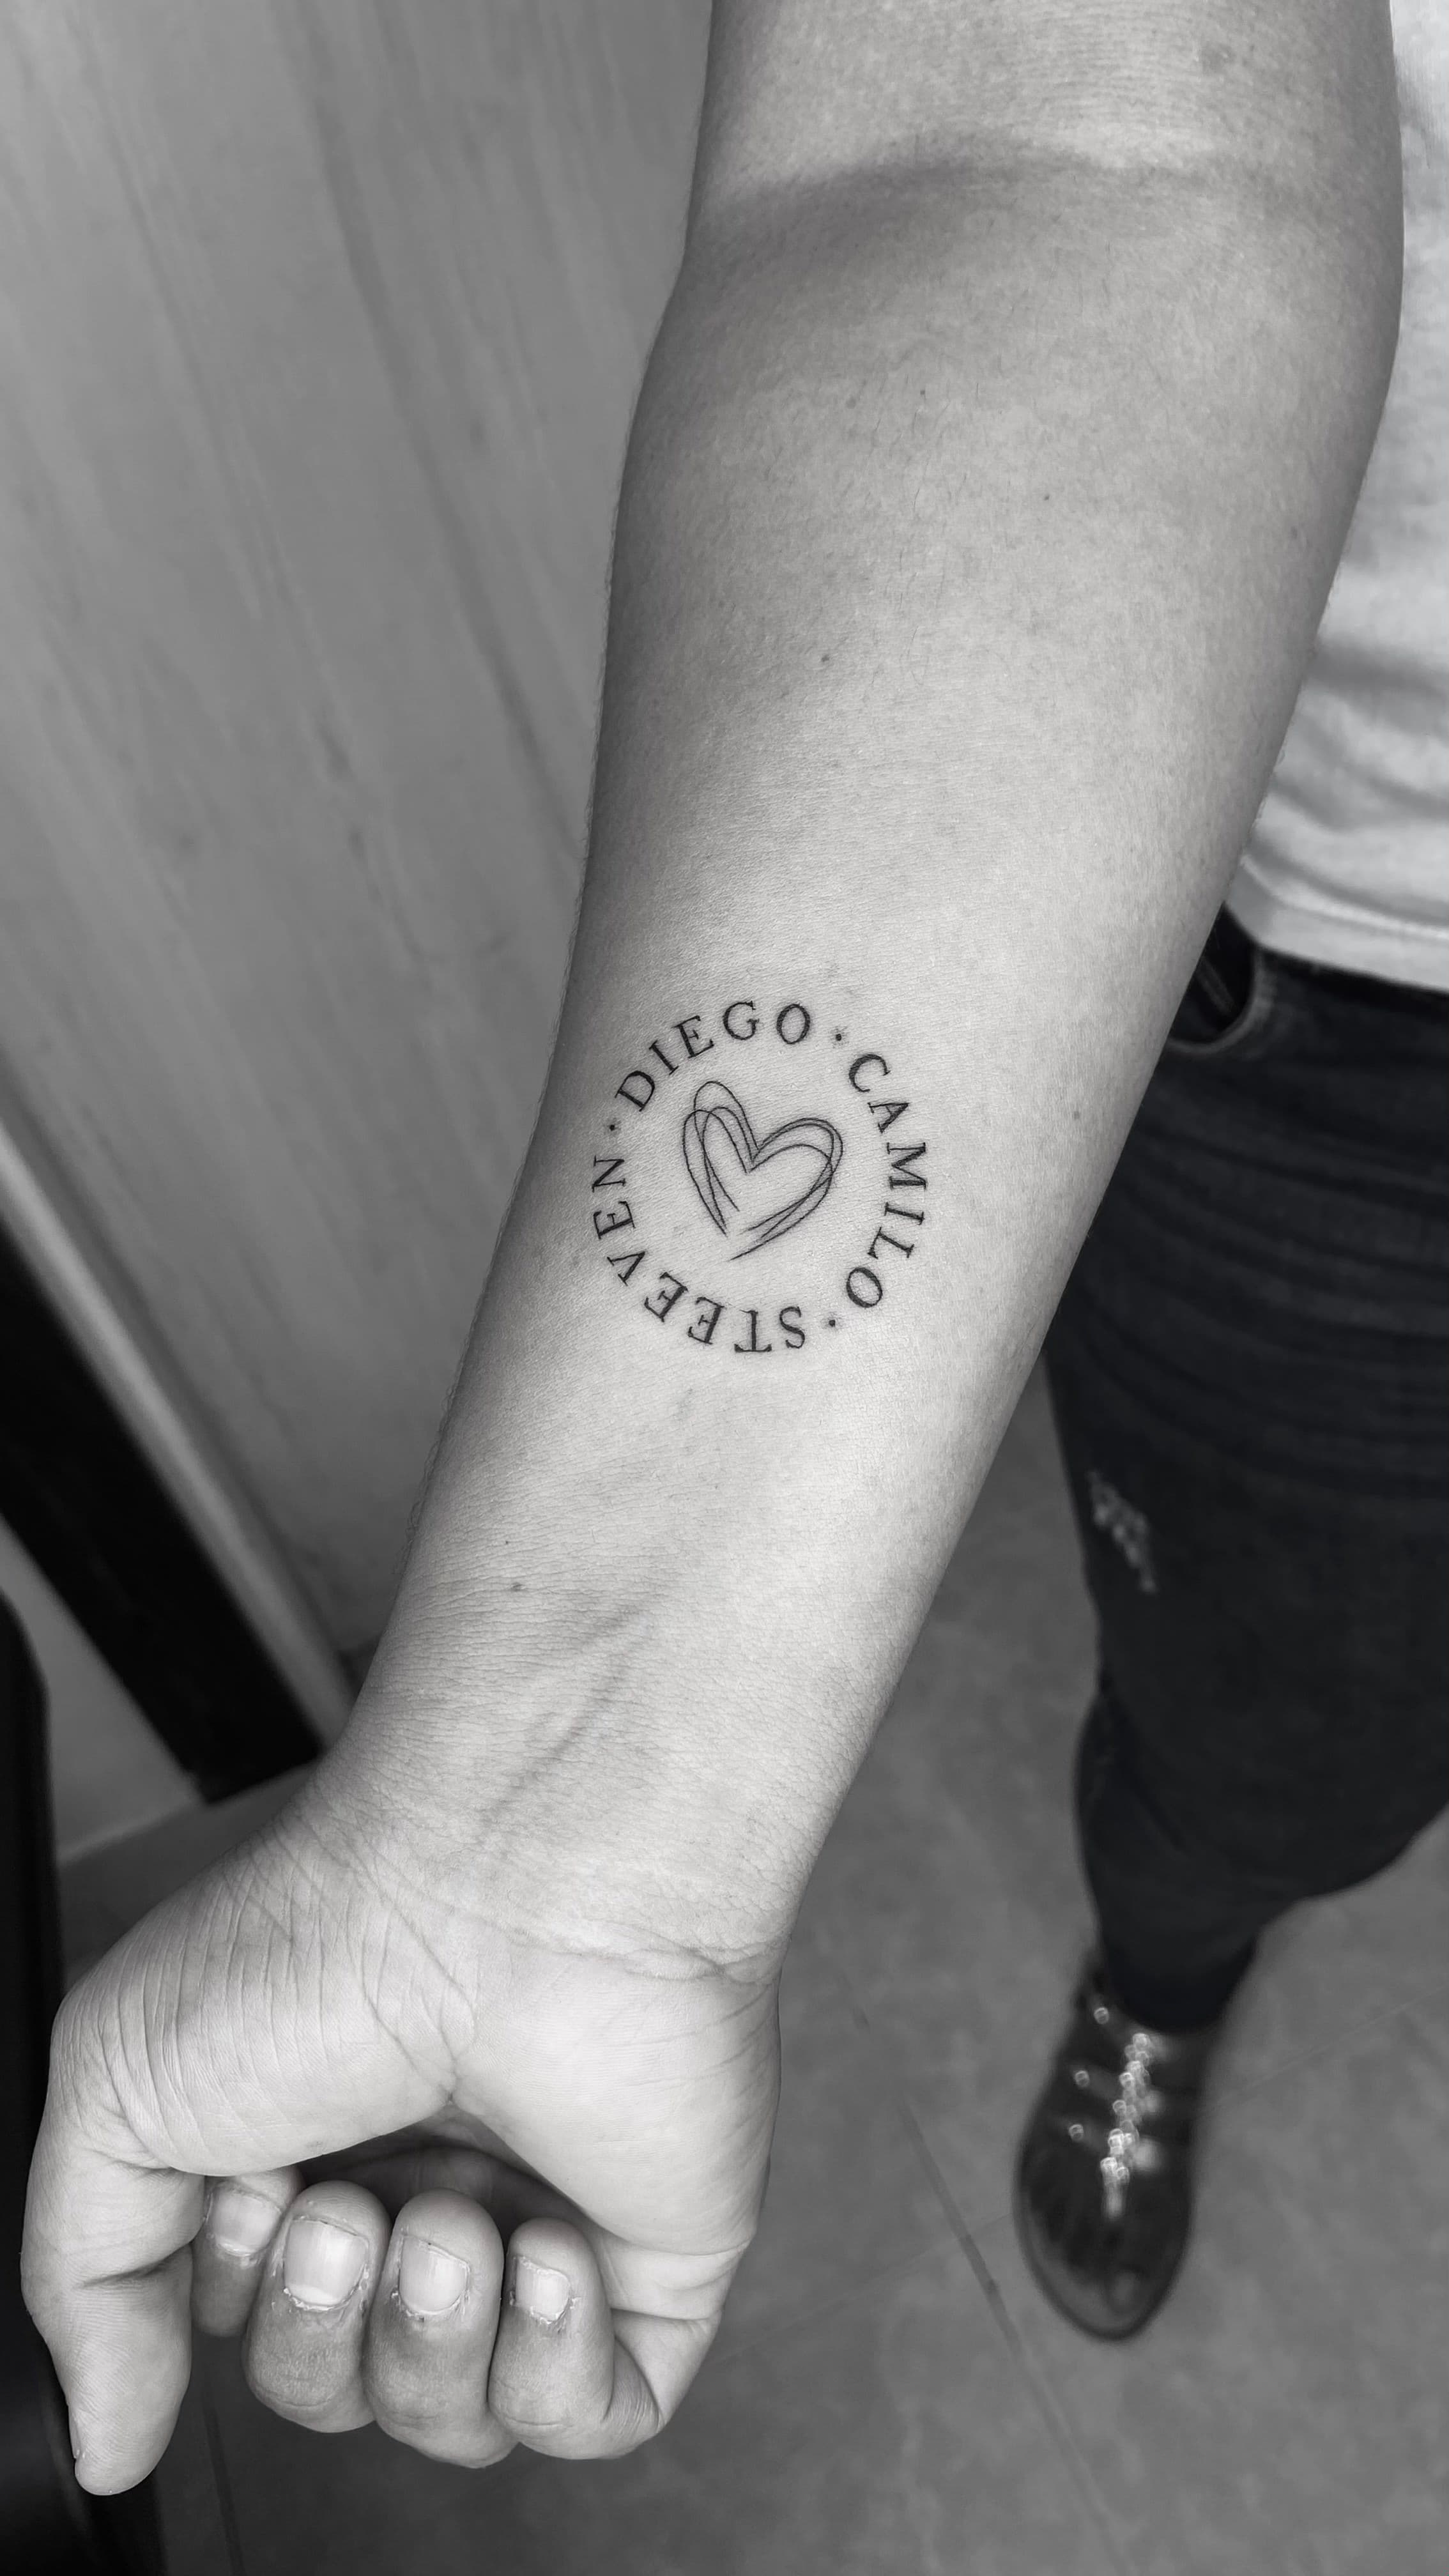 DIEGO · CAMILO · STEEVEN ·